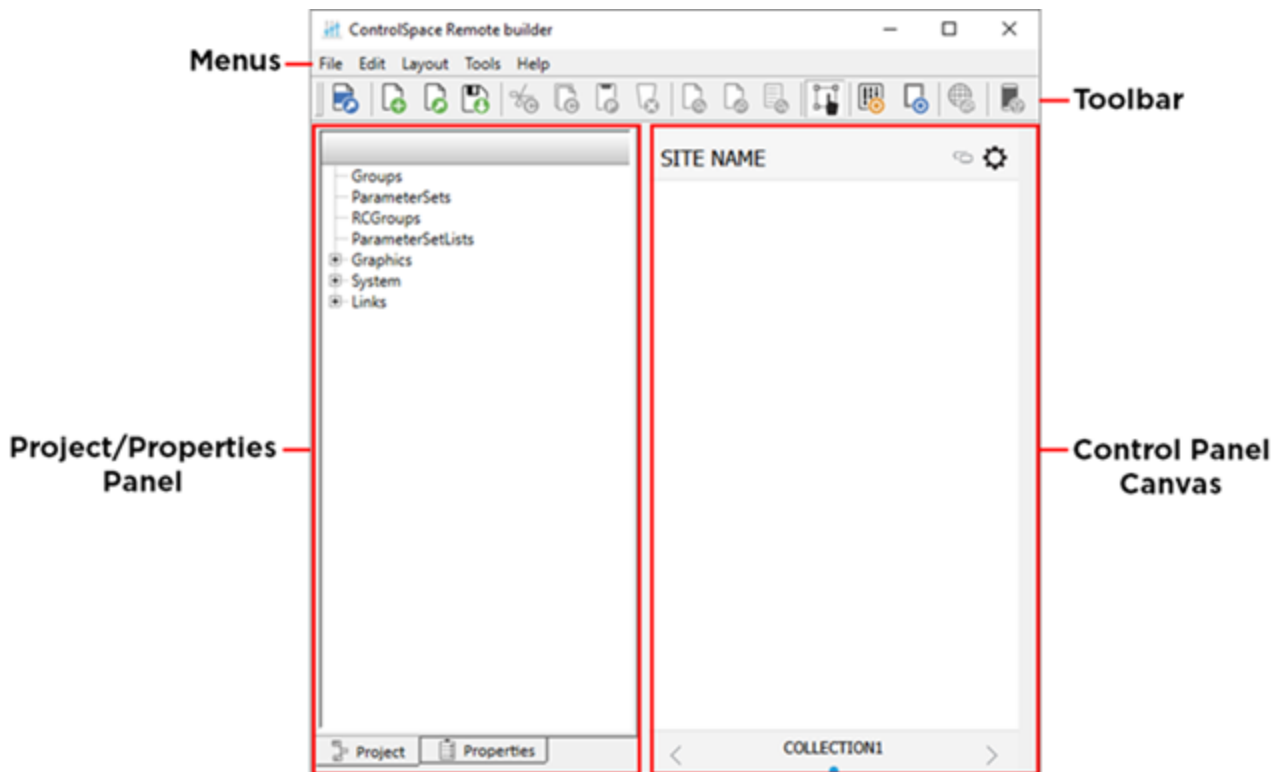 ControlSpace Remote builder
Menus
File Edit Layout Tools Help
Toolbar
SITE NAME
Groups
ParameterSets
RCGroups
ParameterSetLists
Graphics
System
Links
Project/Properties
Panel
Control Panel
Canvas
Project Properties
COLLECTION1